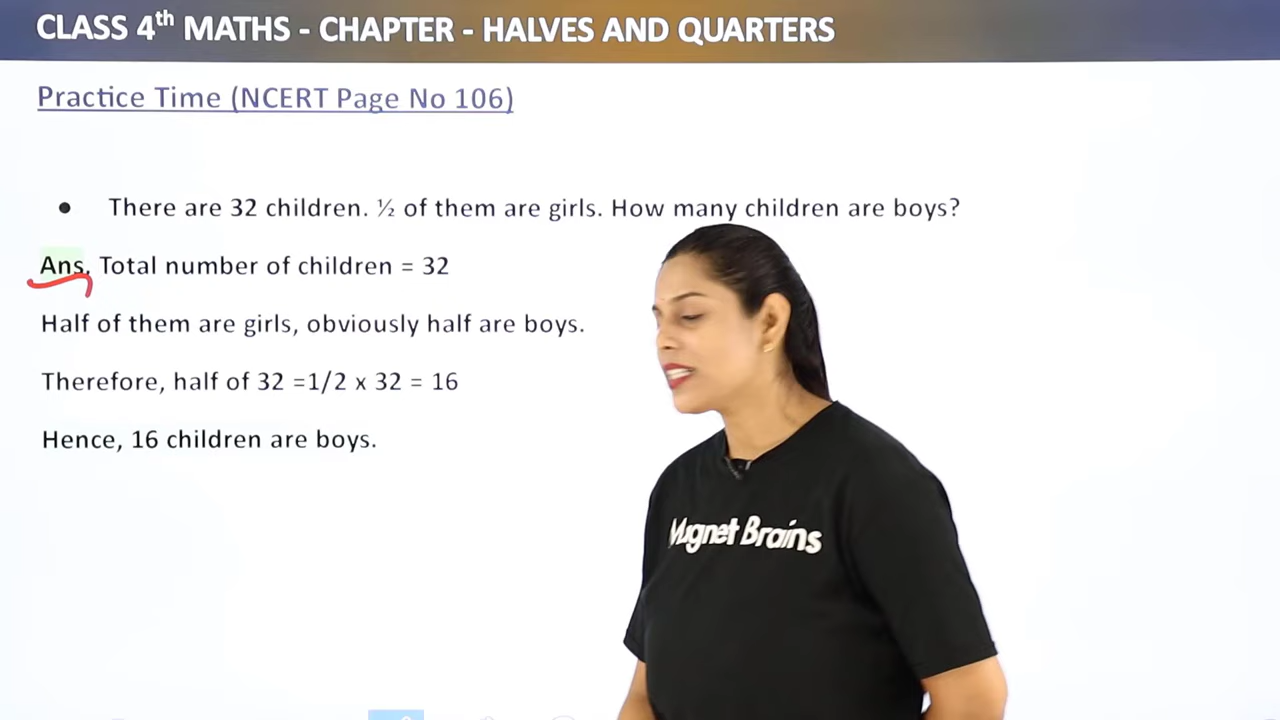 CLASS 4th MATHS - CHAPTER - HALVES AND QUARTERS
Practice Time (NCERT Page No 106)
● There are 32 children. ½ of them are girls. How many children are boys?
Ans, Total number of children = 32
Half of them are girls, obviously half are boys.
Therefore, half of 32 =1/2 x 32 = 16
Hence, 16 children are boys.
Magnet Brains